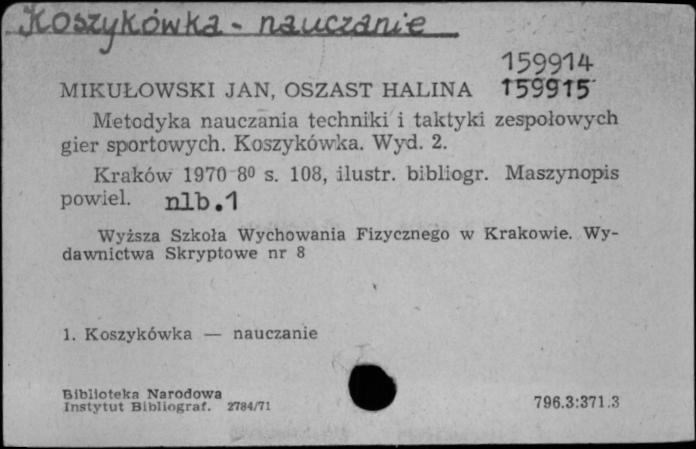 Koszykówka - nauczanie
159914
MIKUŁOWSKI JAN, OSZAST HALINA 159915
Metodyka nauczania techniki i taktyki zespołowych
gier sportowych. Koszykówka. Wyd. 2.
Kraków 1970 8⁰ s. 108, ilustr. bibliogr. Maszynopis
powiel. nlb.1
Wyższa Szkoła Wychowania Fizycznego w Krakowie. Wy-
dawnictwa Skryptowe nr 8
1. Koszykówka — nauczanie
Biblioteka Narodowa
Instytut Bibliograf. 2784/71
796.3:371.3